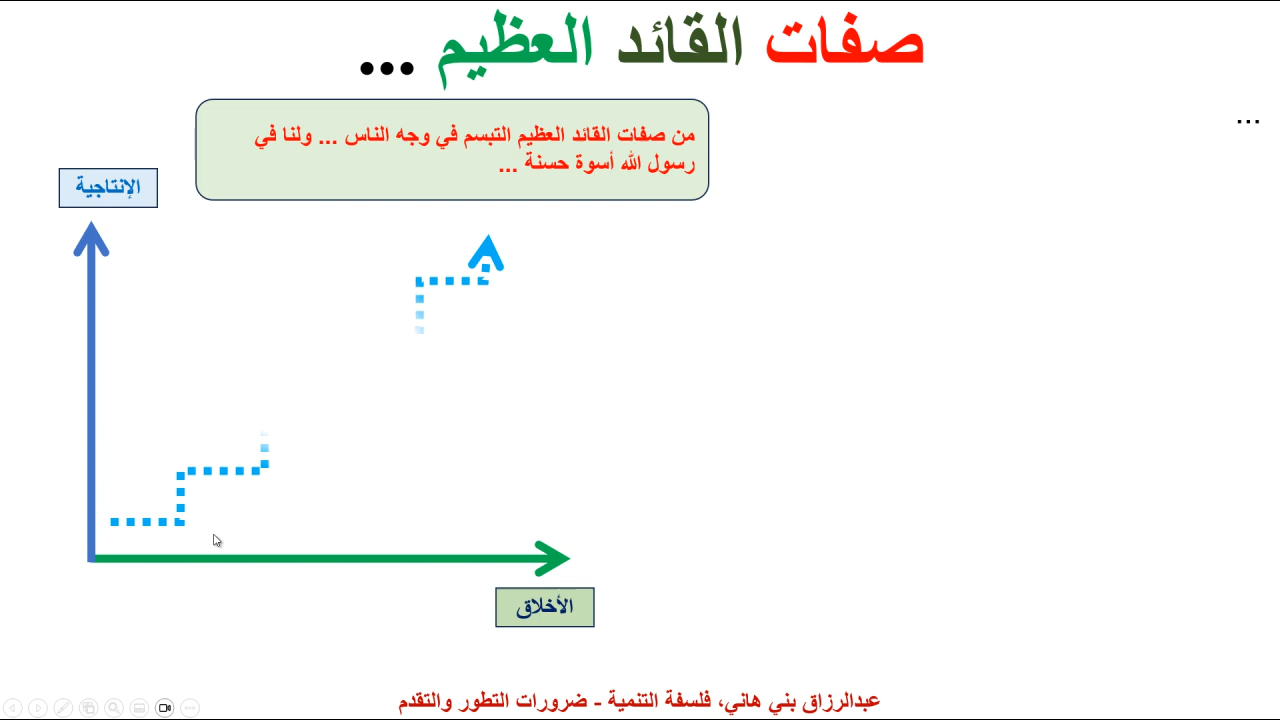 صفات القائد العظيم ...
...
من صفات القائد العظيم التبسم في وجه الناس ... ولنا في
رسول الله أسوة حسنة ...
الإنتاجية
الأخلاق
عبدالرزاق بني هاني، فلسفة التنمية - ضرورات التطور والتقدم